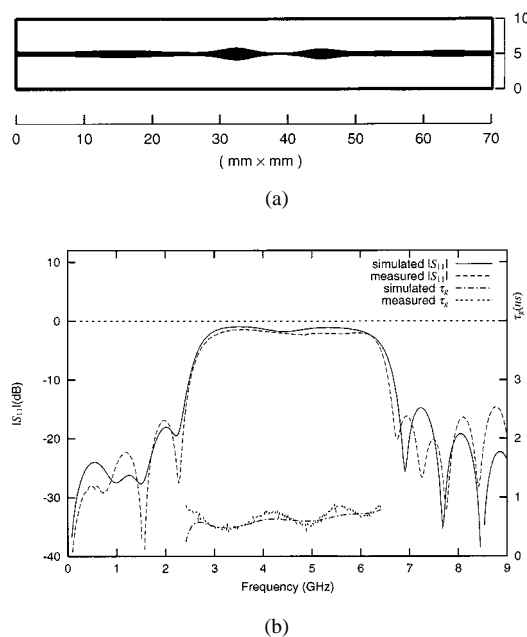 10
5
0
0 10 20 30 40 50 60 70
( mm × mm)
(a)
10
0
-10
-20
-30
-40
|S₁₁|(dB)
simulated |S₁₁|
measured |S₁₁|
simulated τg
measured τg
τg(ns)
3
2
1
0
0 1 2 3 4 5 6 7 8 9
Frequency (GHz)
(b)